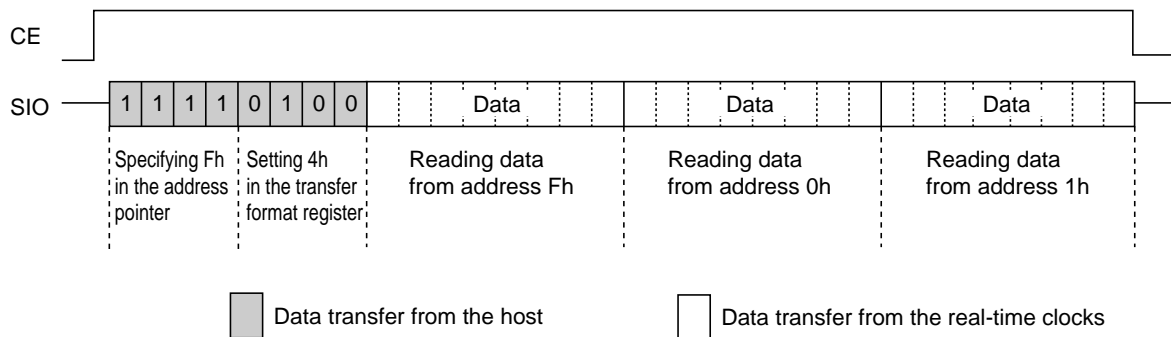 CE
SIO 1 1 1 1 0 1 0 0 Data Data Data
Specifying Fh Setting 4h Reading data Reading data Reading data
in the address in the transfer from address Fh from address 0h from address 1h
pointer format register
Data transfer from the host Data transfer from the real-time clocks